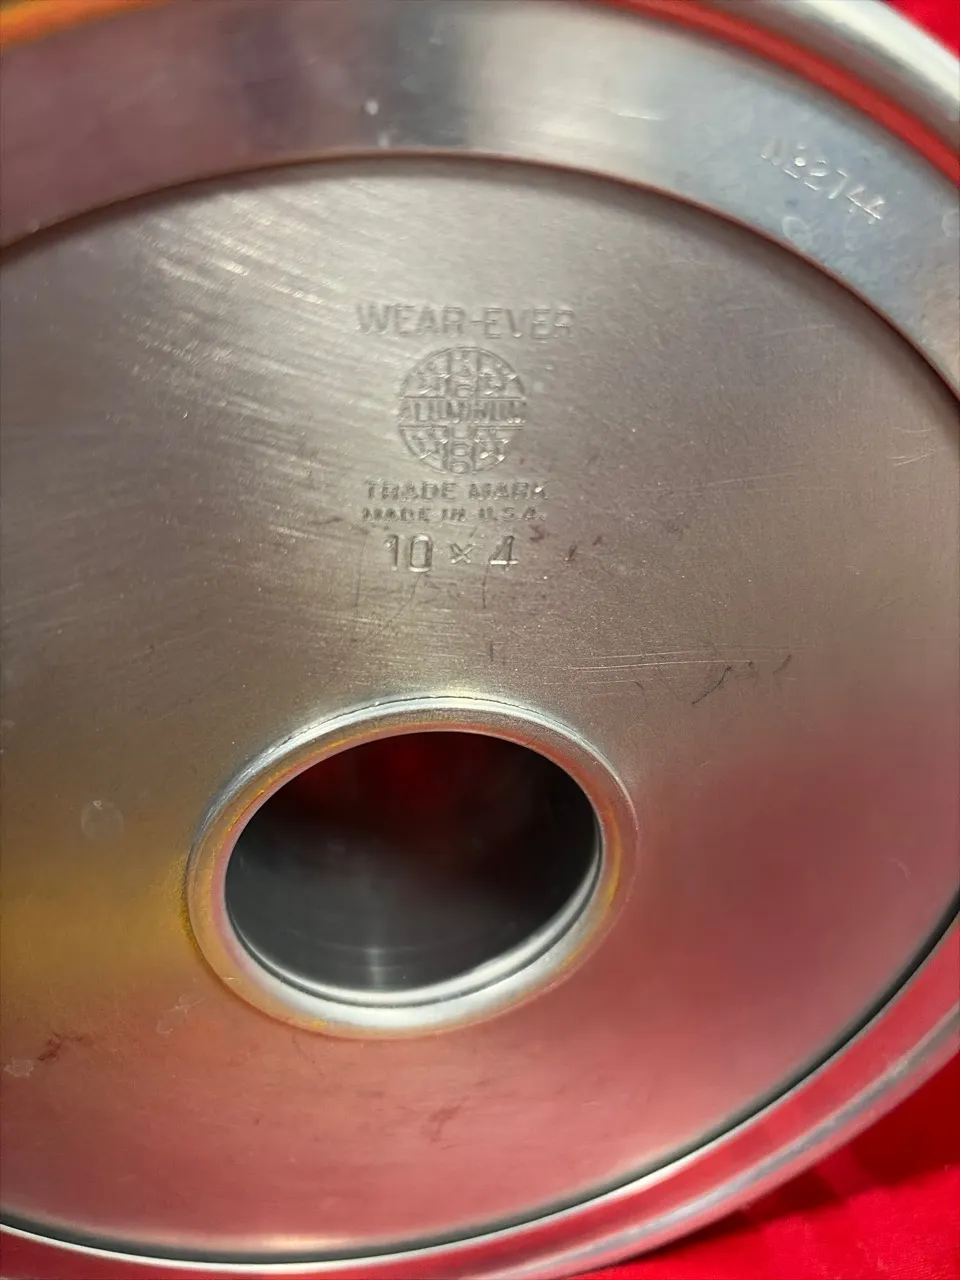 WEAR-EVER
ALUMINUM
TRADE MARK
MADE IN U.S.A.
10 x 4